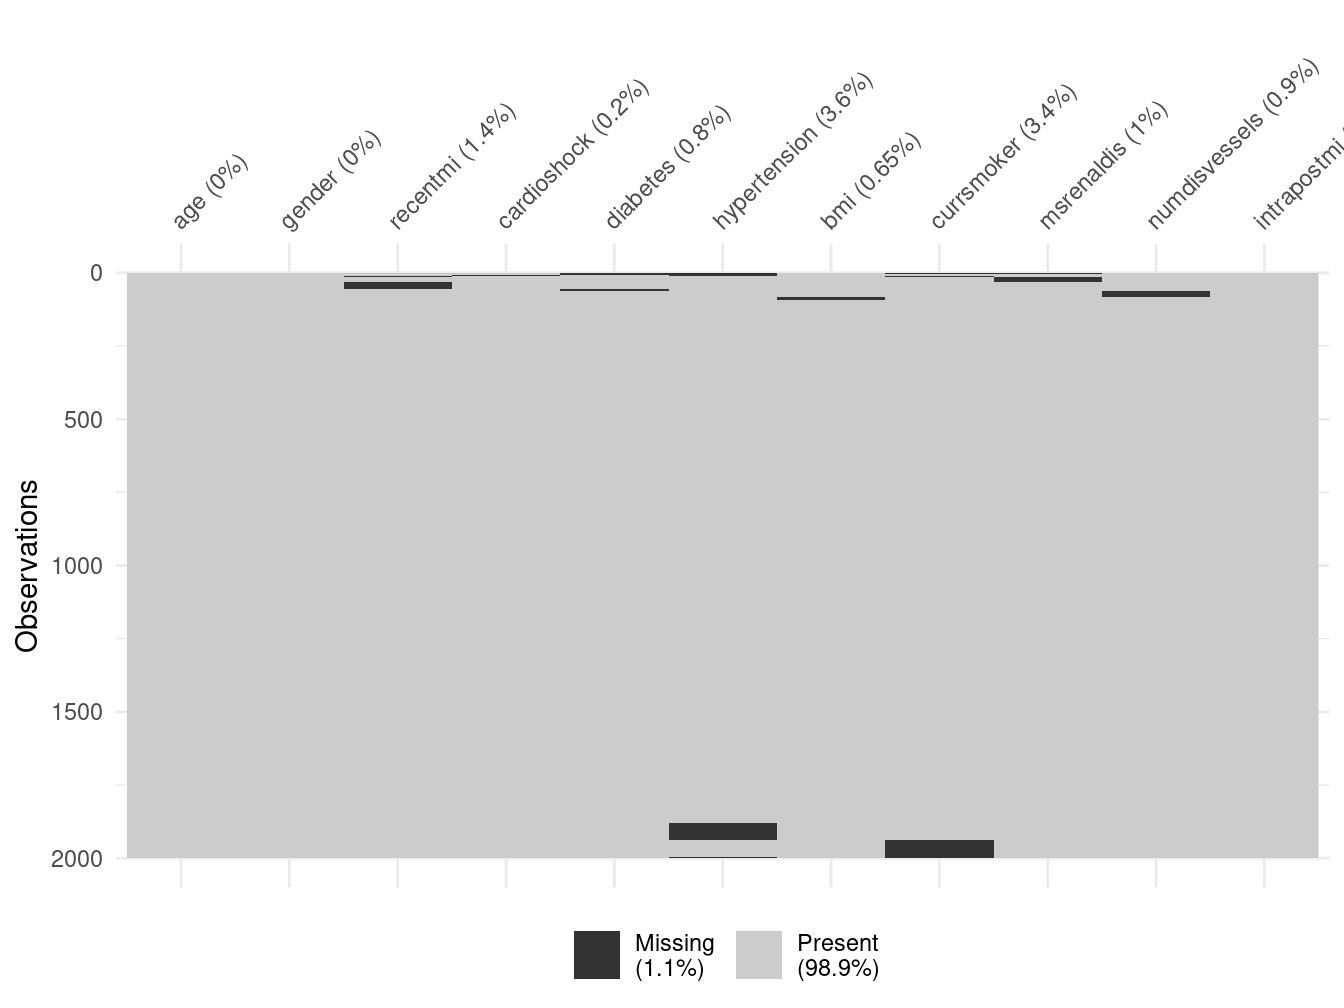 age (0%)
gender (0%)
recentmi (1.4%)
cardioshock (0.2%)
diabetes (0.8%)
hypertension (3.6%)
bmi (0.65%)
currsmoker (3.4%)
msrenaldis (1%)
numdisvessels (0.9%)
intrapostmi
0
500
1000
1500
2000
Observations
Missing
(1.1%)
Present
(98.9%)